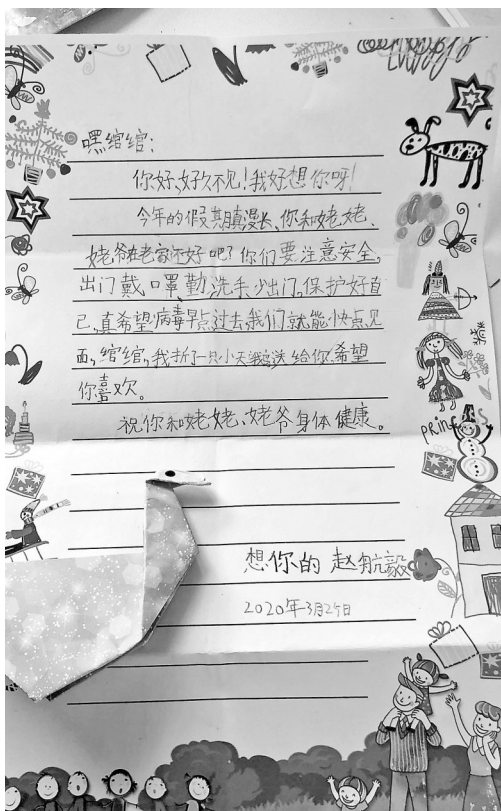 嘿绾绾:
你好,好久不见!我好想你呀!
今年的假期真漫长、你和姥姥、
姥爷在老家还好吧?你们要注意安全,
出门戴口罩、勤洗手、少出门,保护好自
己,真希望病毒早点过去,我们就能快点见
面,绾绾,我折了一只小天鹅送给你,希望
你喜欢。
祝你和姥姥、姥爷身体健康。
想你的 赵航毅
2020年3月29日
princess